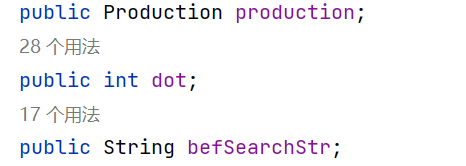 public Production production;
28 个用法
public int dot;
17 个用法
public String befSearchStr;